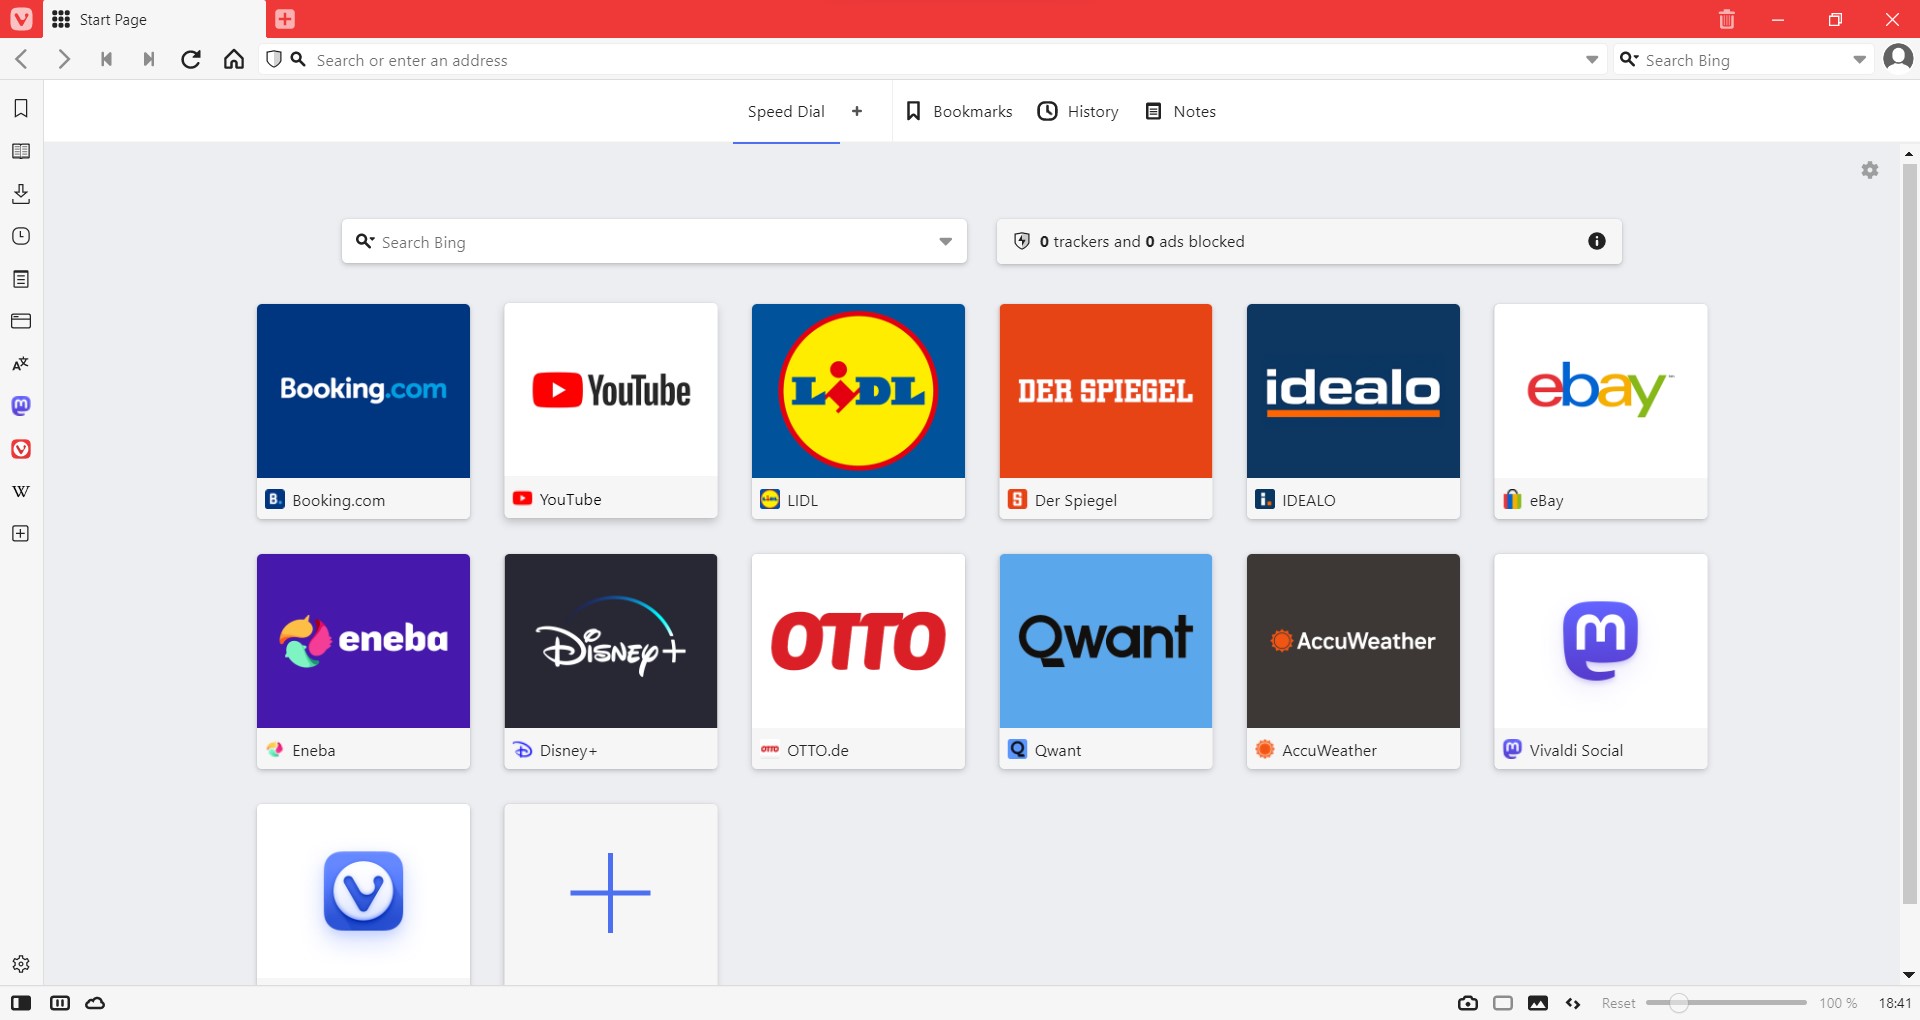 Start Page
Search or enter an address
Search Bing
Speed Dial
Bookmarks
History
Notes
Search Bing
0 trackers and 0 ads blocked
Booking.com
YouTube
LIDL
DER SPIEGEL
idealo
ebay
B. Booking.com
YouTube
LIDL
S Der Spiegel
i. IDEALO
eBay
eneba
Disney+
OTTO
Qwant
AccuWeather
m
Eneba
D Disney+
OTTO OTTO.de
Q Qwant
AccuWeather
m Vivaldi Social
W
Reset
100 %
18:41